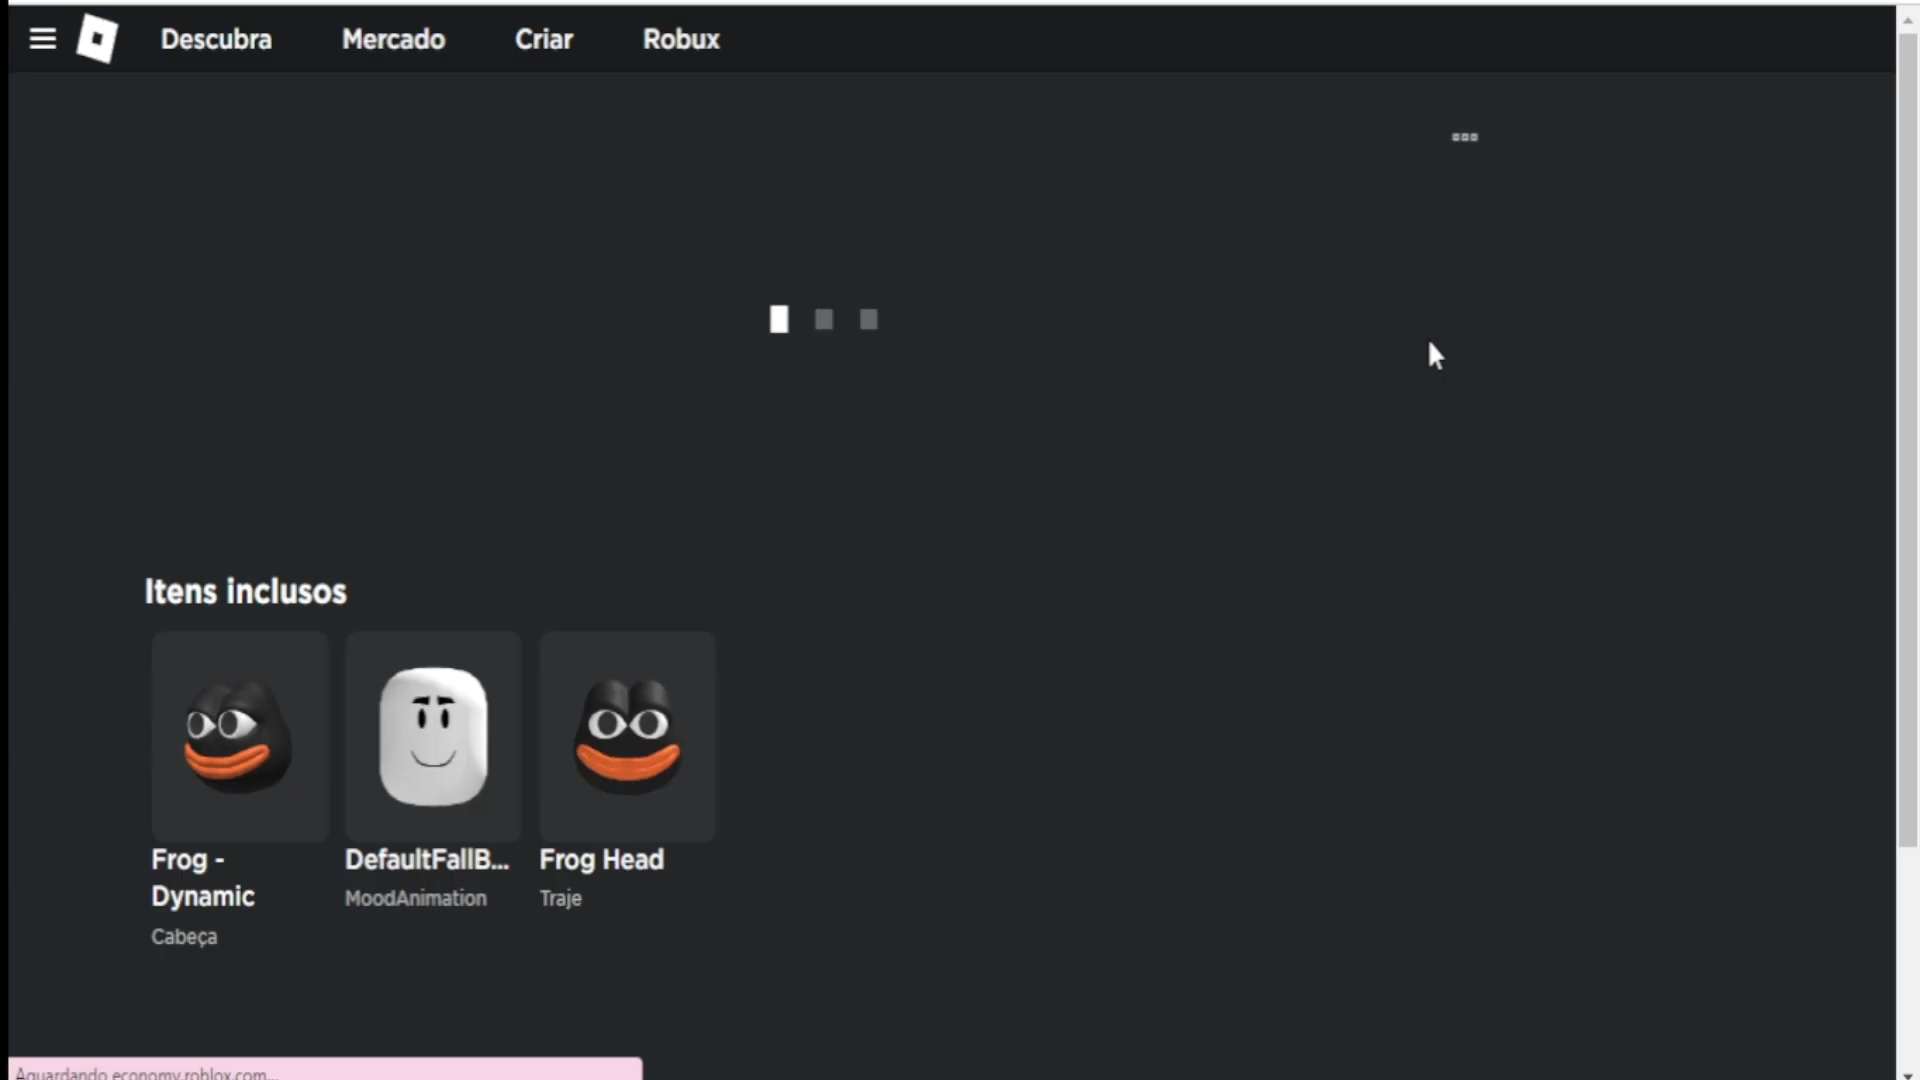 Descubra Mercado Criar Robux
Itens inclusos
Frog -
Dynamic
Cabeça
DefaultFallB...
MoodAnimation
Frog Head
Traje
Aguardando economy.roblox.com...